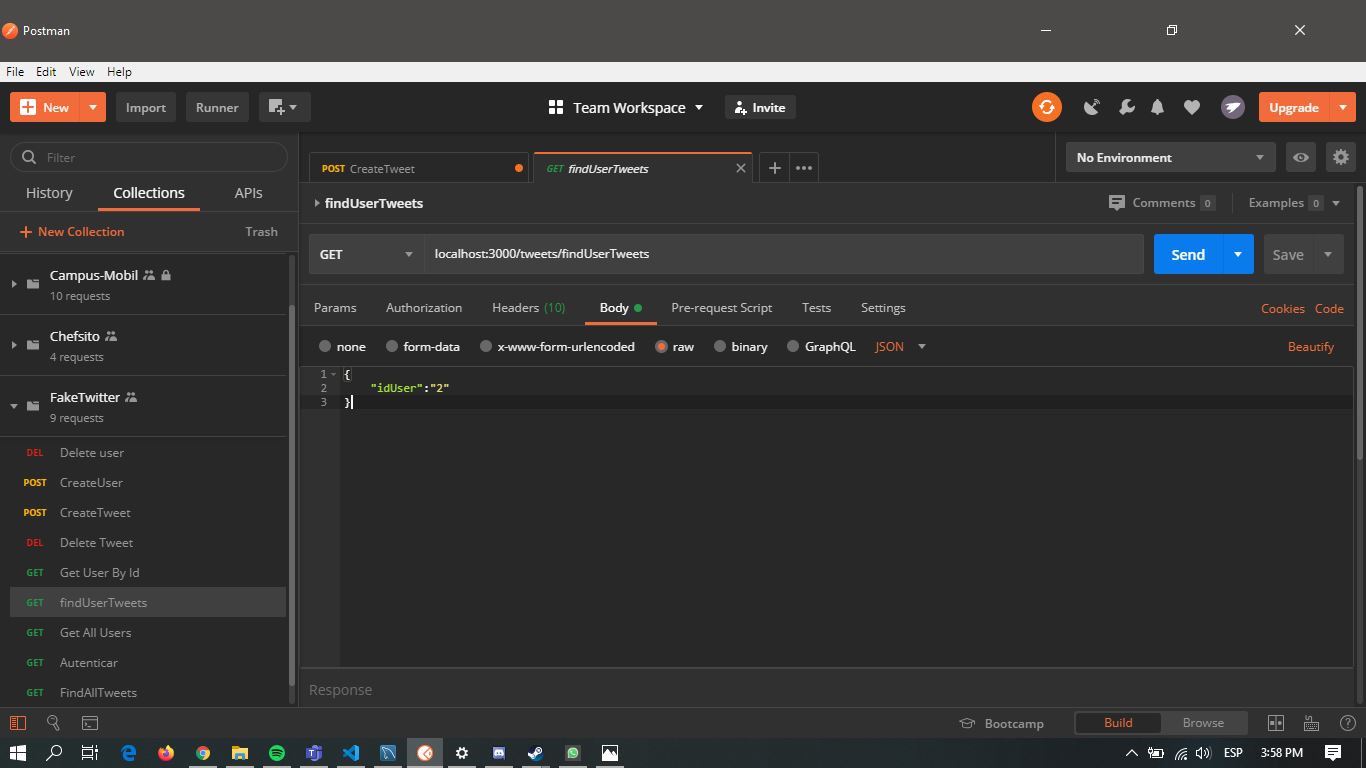 Postman
File Edit View Help
New Import Runner Team Workspace Invite Upgrade
Filter
History Collections APIs
New Collection Trash
Campus-Mobil
10 requests
Chefsito
4 requests
FakeTwitter
9 requests
DEL Delete user
POST CreateUser
POST CreateTweet
DEL Delete Tweet
GET Get User By Id
GET findUserTweets
GET Get All Users
GET Autenticar
GET FindAllTweets
POST CreateTweet GET findUserTweets
No Environment
findUserTweets Comments 0 Examples 0
GET localhost:3000/tweets/findUserTweets Send Save
Params Authorization Headers (10) Body Pre-request Script Tests Settings Cookies Code
none form-data x-www-form-urlencoded raw binary GraphQL JSON Beautify
1 {
2 "idUser":"2"
3 }
Response
Bootcamp Build Browse
ESP 3:58 PM